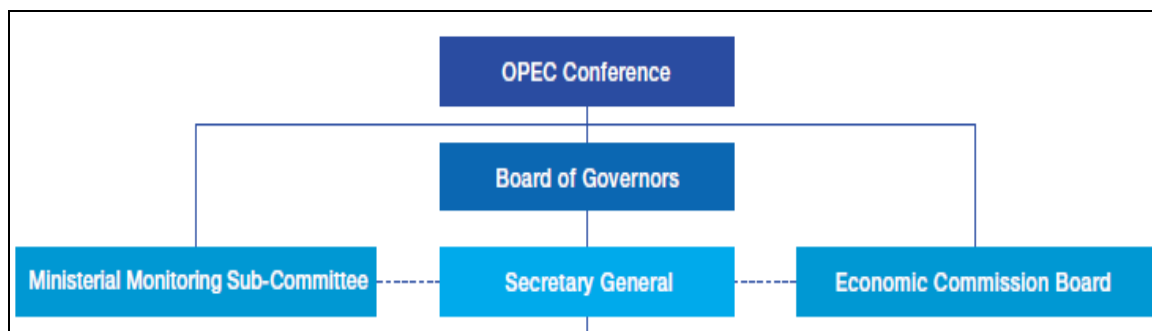 OPEC Conference
Board of Governors
Ministerial Monitoring Sub-Committee
Secretary General
Economic Commission Board